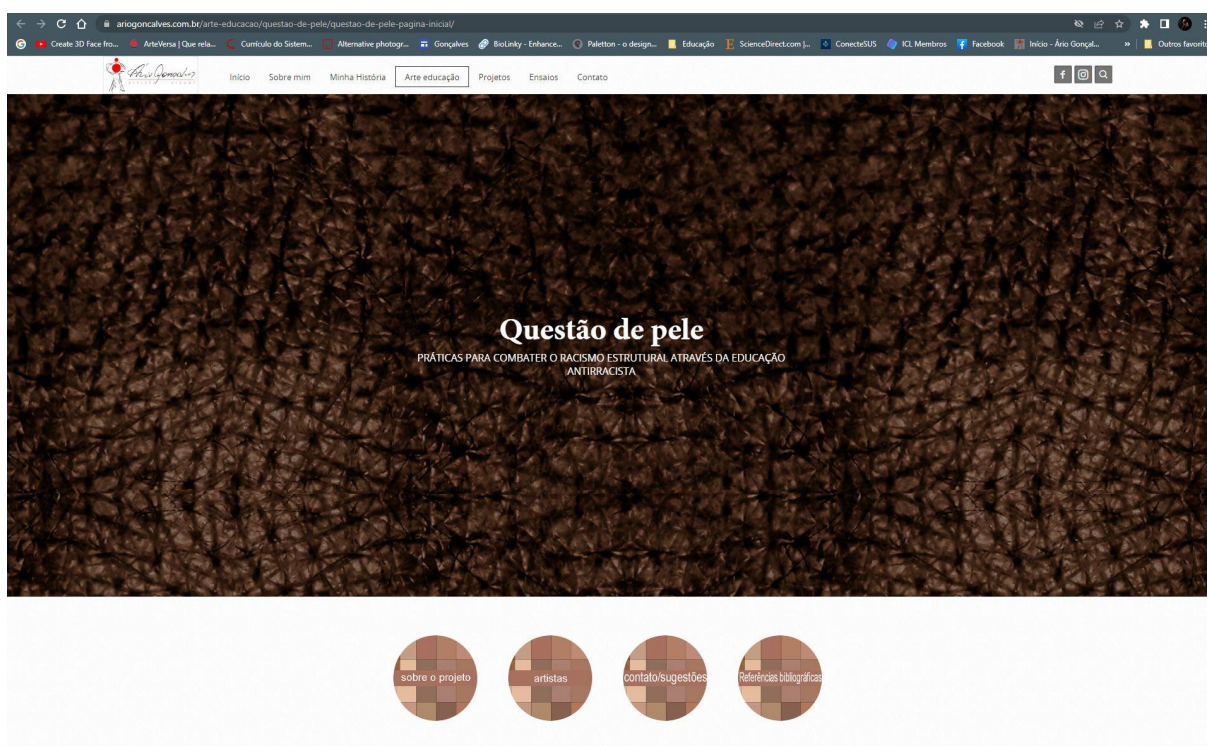 ariogoncalves.com.br/arte-educacao/questao-de-pele/questao-de-pele-pagina-inicial/
Create 3D Face fro... ArteVersa | Que rela... Currículo do Sistem... Alternative photogr... Gonçalves BioLinky - Enhance... Paletton - o design... Educação ScienceDirect.com |... ConecteSUS ICL Membros Facebook Início - Ário Gonçal... » Outros favorito
Ário Gonçalves
Início Sobre mim Minha História Arte educação Projetos Ensaios Contato
Questão de pele
PRÁTICAS PARA COMBATER O RACISMO ESTRUTURAL ATRAVÉS DA EDUCAÇÃO
ANTIRRACISTA
sobre o projeto artistas contato/sugestões Referências bibliográficas